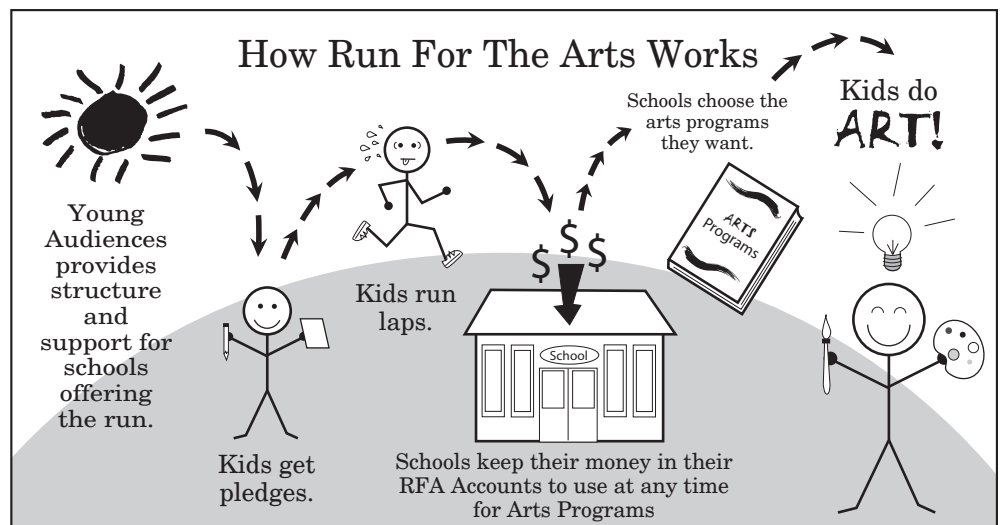 How Run For The Arts Works
Young
Audiences
provides
structure
and
support for
schools
offering
the run.
Kids get
pledges.
Kids run
laps.
$ $ $
School
Schools keep their money in their
RFA Accounts to use at any time
for Arts Programs
Schools choose the
arts programs
they want.
ARTS
Programs
Kids do
ART!